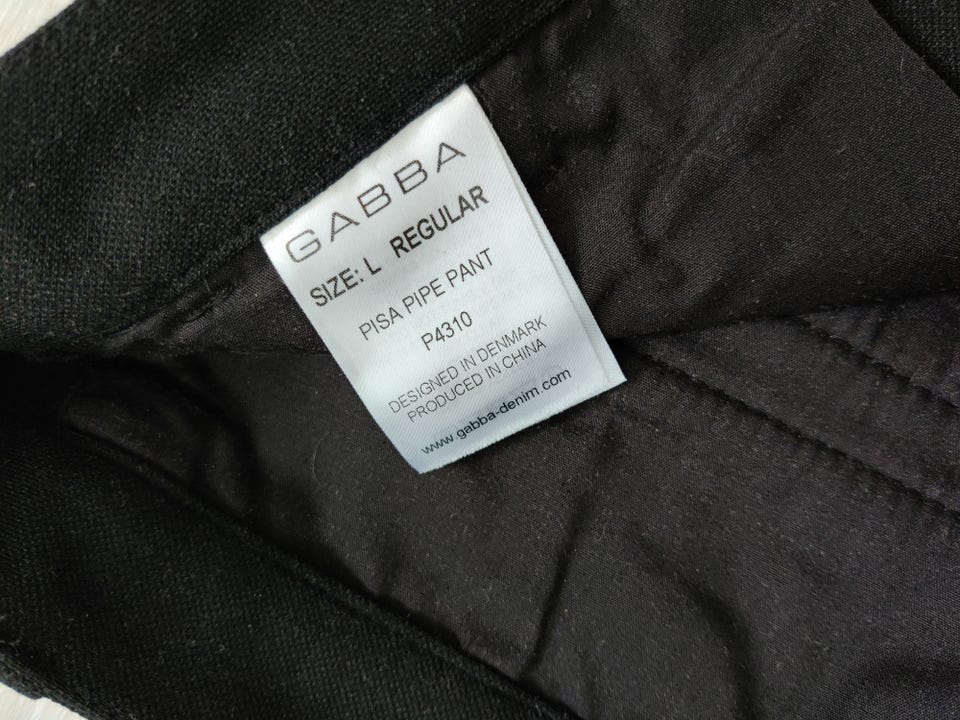 GABBA
SIZE: L REGULAR
PISA PIPE PANT
P4310
DESIGNED IN DENMARK
PRODUCED IN CHINA
www.gabba-denim.com